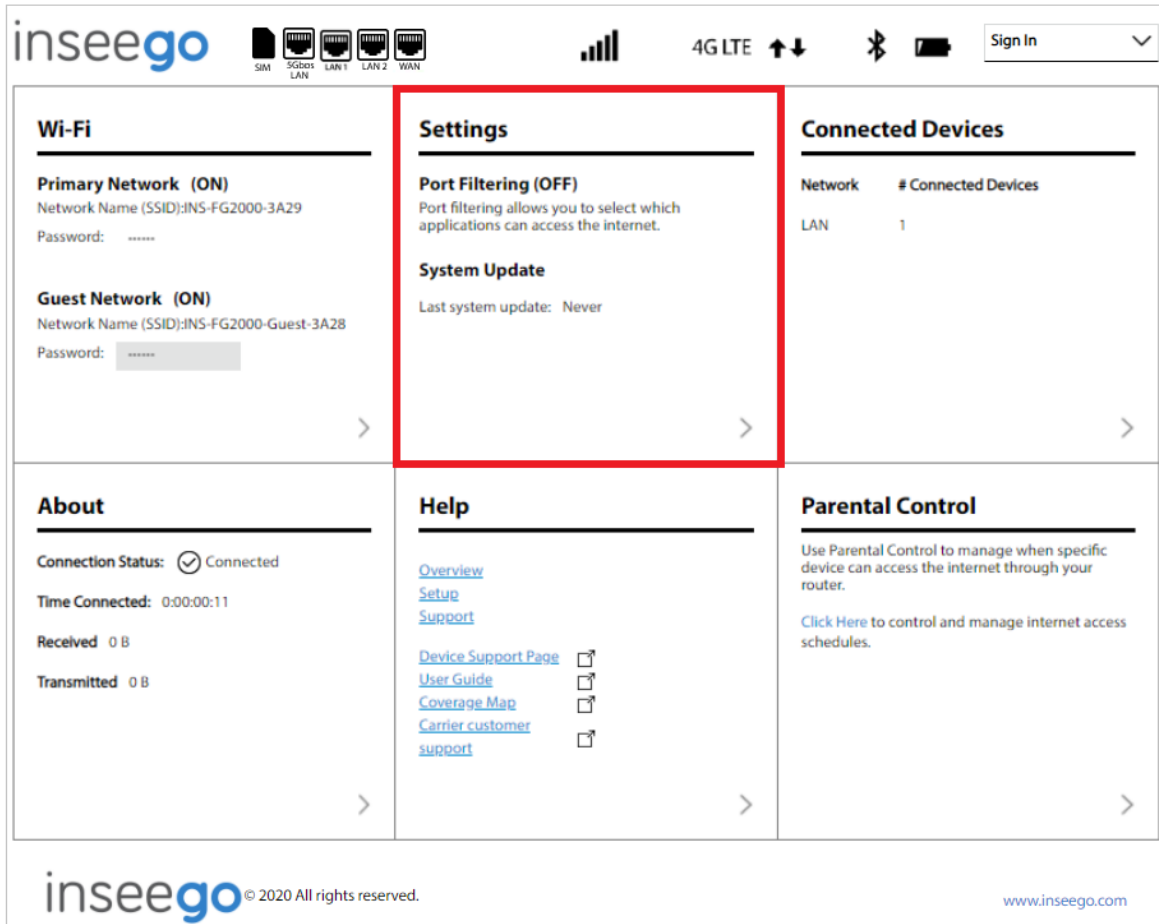 inseego
SIM
5Gbps LAN
LAN 1
LAN 2
WAN
4G LTE
Sign In
Wi-Fi
Primary Network (ON)
Network Name (SSID):INS-FG2000-3A29
Password: ······
Guest Network (ON)
Network Name (SSID):INS-FG2000-Guest-3A28
Password: ······
Settings
Port Filtering (OFF)
Port filtering allows you to select which
applications can access the internet.
System Update
Last system update: Never
Connected Devices
Network # Connected Devices
LAN 1
About
Connection Status: Connected
Time Connected: 0:00:00:11
Received 0 B
Transmitted 0 B
Help
Overview
Setup
Support
Device Support Page
User Guide
Coverage Map
Carrier customer
support
Parental Control
Use Parental Control to manage when specific
device can access the internet through your
router.
Click Here to control and manage internet access
schedules.
inseego © 2020 All rights reserved.
www.inseego.com